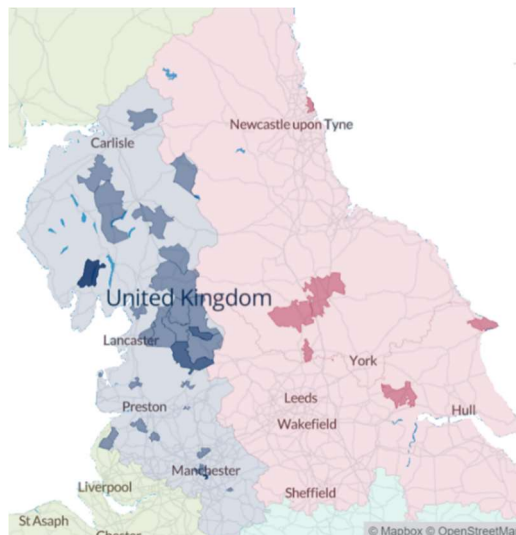 Newcastle upon Tyne
Carlisle
United Kingdom
Lancaster
York
Leeds
Preston
Hull
Wakefield
Manchester
Liverpool
Sheffield
St Asaph
Chester
© Mapbox © OpenStreetMa